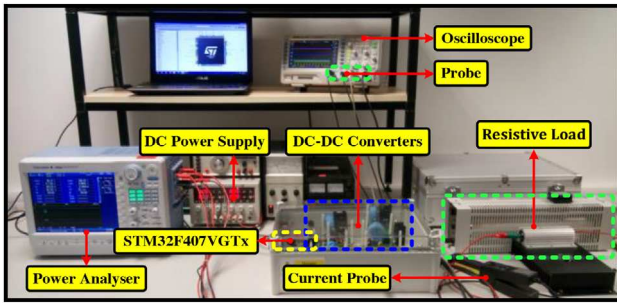 Oscilloscope
Probe
DC Power Supply
DC-DC Converters
Resistive Load
STM32F407VGTx
Power Analyser
Current Probe